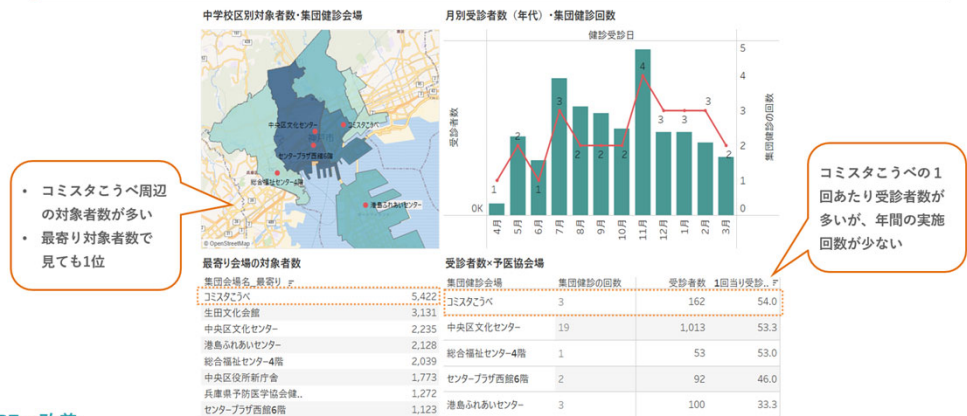 中学校区別対象者数・集団健診会場
月別受診者数（年代）・集団健診回数
中央区文化センター
コミスタこうべ
センタープラザ西館6階
総合福祉センター4階
港島ふれあいセンター
© OpenStreetMap
健診受診日
受診者数
0K
1
2
1
3
2
2
2
4
3
3
3
2
5
4
3
2
1
0
集団健診の回数
4月
5月
6月
7月
8月
9月
10月
11月
12月
1月
2月
3月
• コミスタこうべ周辺
の対象者数が多い
• 最寄り対象者数で
見ても1位
コミスタこうべの１
回あたり受診者数が
多いが、年間の実施
回数が少ない
最寄り会場の対象者数
集団会場名_最寄り
コミスタこうべ 5,422
生田文化会館 3,131
中央区文化センター 2,235
港島ふれあいセンター 2,128
総合福祉センター4階 2,039
中央区役所新庁舎 1,773
兵庫県予防医学協会健.. 1,272
センタープラザ西館6階 1,123
受診者数×予医協会場
集団健診会場 集団健診の回数 受診者数 1回当り受診..
コミスタこうべ 3 162 54.0
中央区文化センター 19 1,013 53.3
総合福祉センター4階 1 53 53.0
センタープラザ西館6階 2 92 46.0
港島ふれあいセンター 3 100 33.3